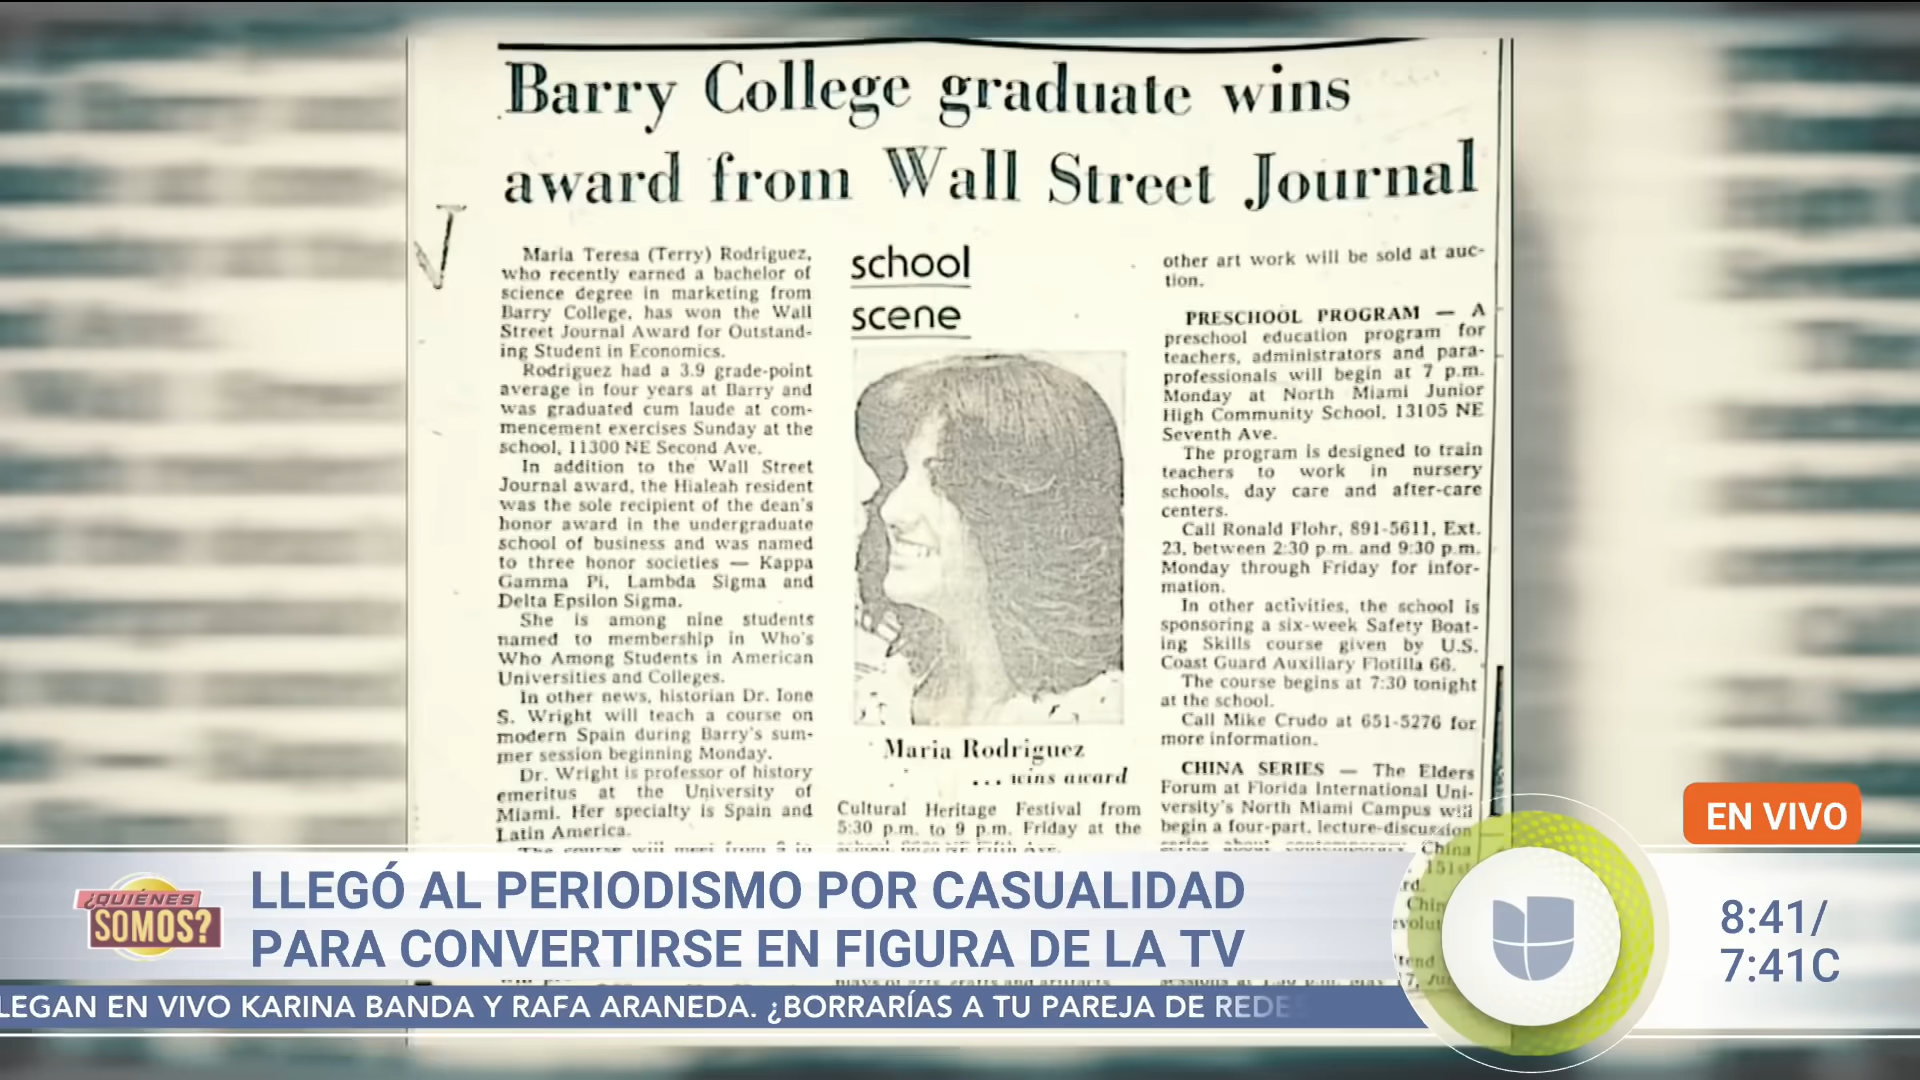 Barry College graduate wins
award from Wall Street Journal
Maria Teresa (Terry) Rodriguez,
who recently earned a bachelor of
science degree in marketing from
Barry College, has won the Wall
Street Journal Award for Outstand-
ing Student in Economics.
Rodriguez had a 3.9 grade-point
average in four years at Barry and
was graduated cum laude at com-
mencement exercises Sunday at the
school, 11300 NE Second Ave.
In addition to the Wall Street
Journal award, the Hialeah resident
was the sole recipient of the dean's
honor award in the undergraduate
school of business and was named
to three honor societies — Kappa
Gamma Pi, Lambda Sigma and
Delta Epsilon Sigma.
She is among nine students
named to membership in Who's
Who Among Students in American
Universities and Colleges.
In other news, historian Dr. Ione
S. Wright will teach a course on
modern Spain during Barry's sum-
mer session beginning Monday.
Dr. Wright is professor of history
emeritus at the University of
Miami. Her specialty is Spain and
Latin America.
school
scene
Maria Rodriguez
... wins award
Cultural Heritage Festival from
5:30 p.m. to 9 p.m. Friday at the
other art work will be sold at auc-
tion.
PRESCHOOL PROGRAM — A
preschool education program for
teachers, administrators and para-
professionals will begin at 7 p.m.
Monday at North Miami Junior
High Community School, 13105 NE
Seventh Ave.
The program is designed to train
teachers to work in nursery
schools, day care and after-care
centers.
Call Ronald Flohr, 891-5611, Ext.
23, between 2:30 p.m. and 9:30 p.m.
Monday through Friday for infor-
mation.
In other activities, the school is
sponsoring a six-week Safety Boat-
ing Skills course given by U.S.
Coast Guard Auxiliary Flotilla 66.
The course begins at 7:30 tonight
at the school.
Call Mike Crudo at 651-5276 for
more information.
CHINA SERIES — The Elders
Forum at Florida International Uni-
versity's North Miami Campus will
begin a four-part, lecture-discussion
China
EN VIVO
¿QUIÉNES
SOMOS?
LLEGÓ AL PERIODISMO POR CASUALIDAD
PARA CONVERTIRSE EN FIGURA DE LA TV
8:41/
7:41C
LEGAN EN VIVO KARINA BANDA Y RAFA ARANEDA. ¿BORRARÍAS A TU PAREJA DE REDE